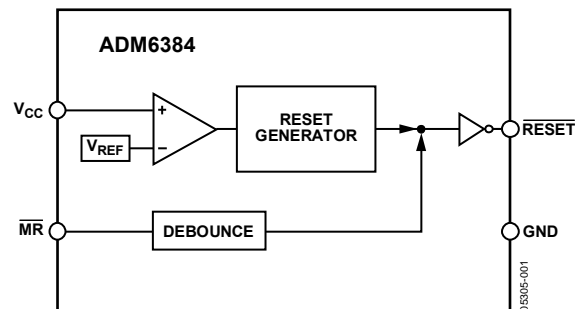 ADM6384
VCC
+
VREF
−
RESET
GENERATOR
RESET
MR
DEBOUNCE
GND
05305-001